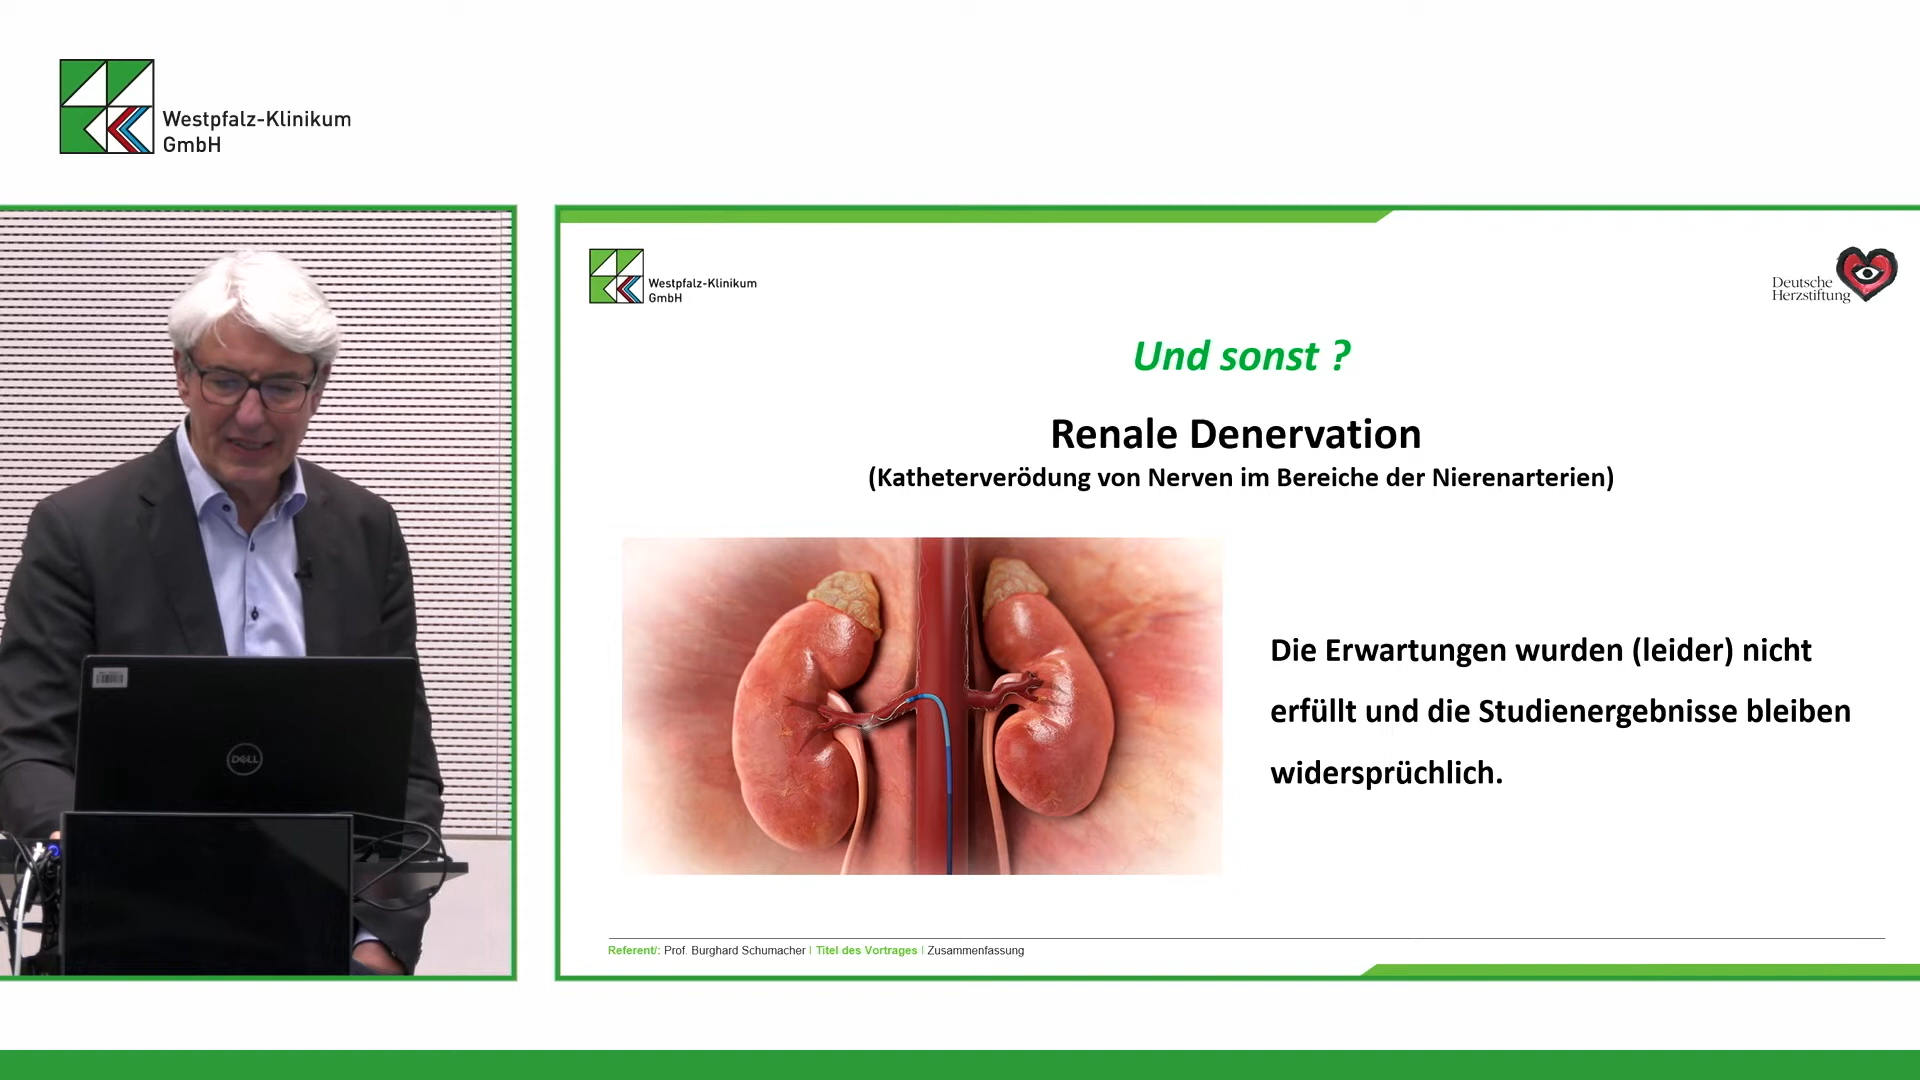 Westpfalz-Klinikum
GmbH
DELL
Westpfalz-Klinikum
GmbH
Deutsche
Herzstiftung
Und sonst ?
Renale Denervation
(Katheterverödung von Nerven im Bereiche der Nierenarterien)
Die Erwartungen wurden (leider) nicht
erfüllt und die Studienergebnisse bleiben
widersprüchlich.
Referent/: Prof. Burghard Schumacher | Titel des Vortrages | Zusammenfassung